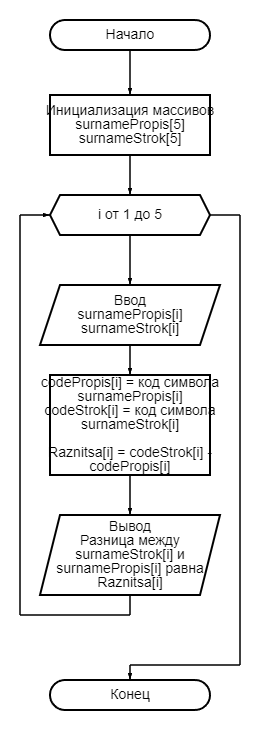 Начало
Инициализация массивов
surnamePropis[5]
surnameStrok[5]
i от 1 до 5
Ввод
surnamePropis[i]
surnameStrok[i]
codePropis[i] = код символа
surnamePropis[i]
codeStrok[i] = код символа
surnameStrok[i]
Raznitsa[i] = codeStrok[i] -
codePropis[i]
Вывод
Разница между
surnameStrok[i] и
surnamePropis[i] равна
Raznitsa[i]
Конец